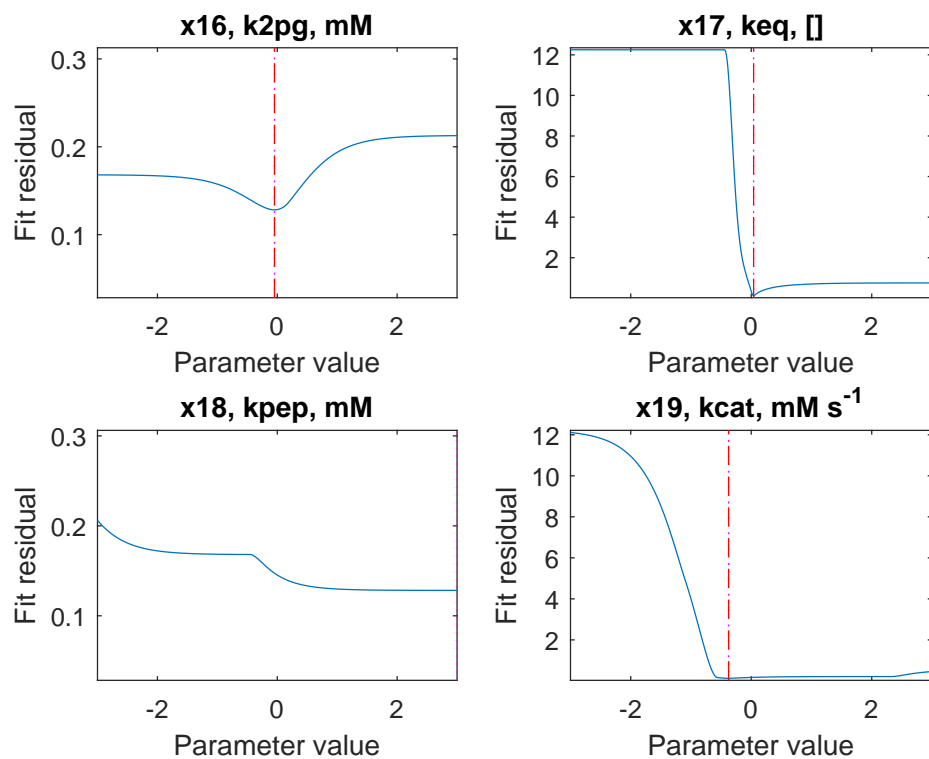 x16, k2pg, mM
0.3
0.2
0.1
Fit residual
-2
0
2
Parameter value
x17, keq, []
12
10
8
6
4
2
Fit residual
-2
0
2
Parameter value
x18, kpep, mM
0.3
0.2
0.1
Fit residual
-2
0
2
Parameter value
x19, kcat, mM s⁻¹
12
10
8
6
4
2
Fit residual
-2
0
2
Parameter value